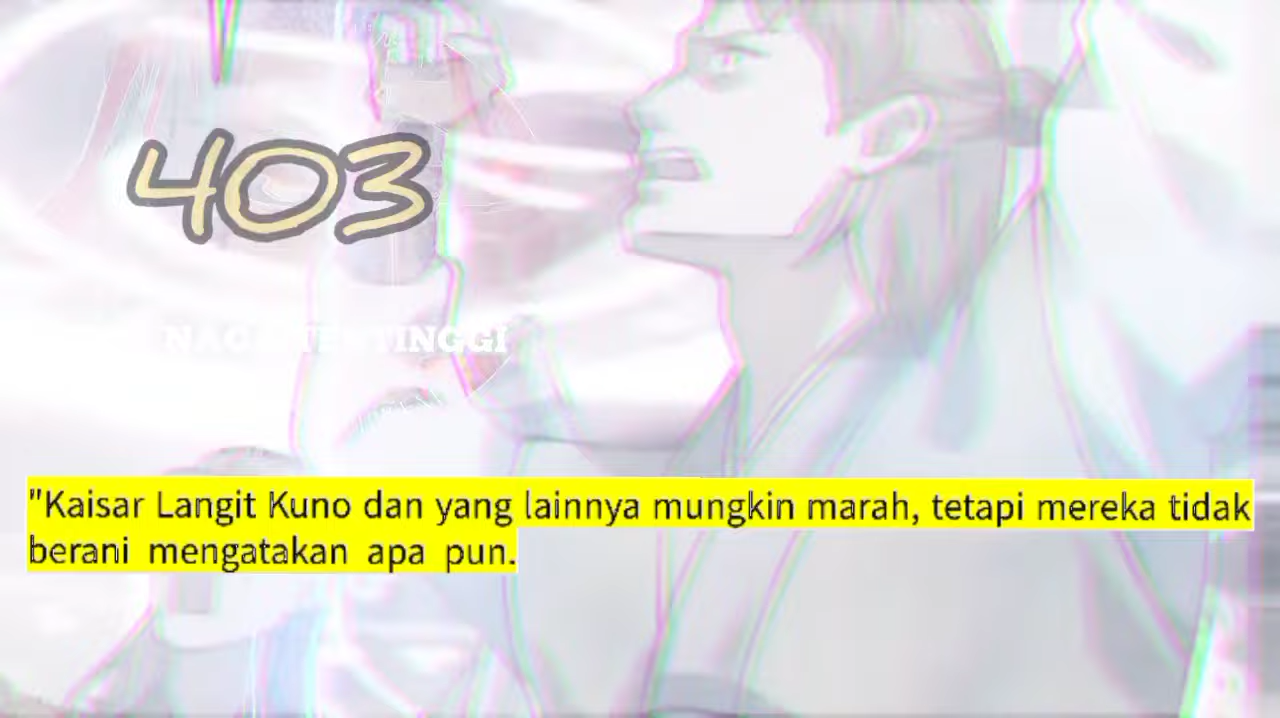 403
"Kaisar Langit Kuno dan yang lainnya mungkin marah, tetapi mereka tidak
berani mengatakan apa pun.